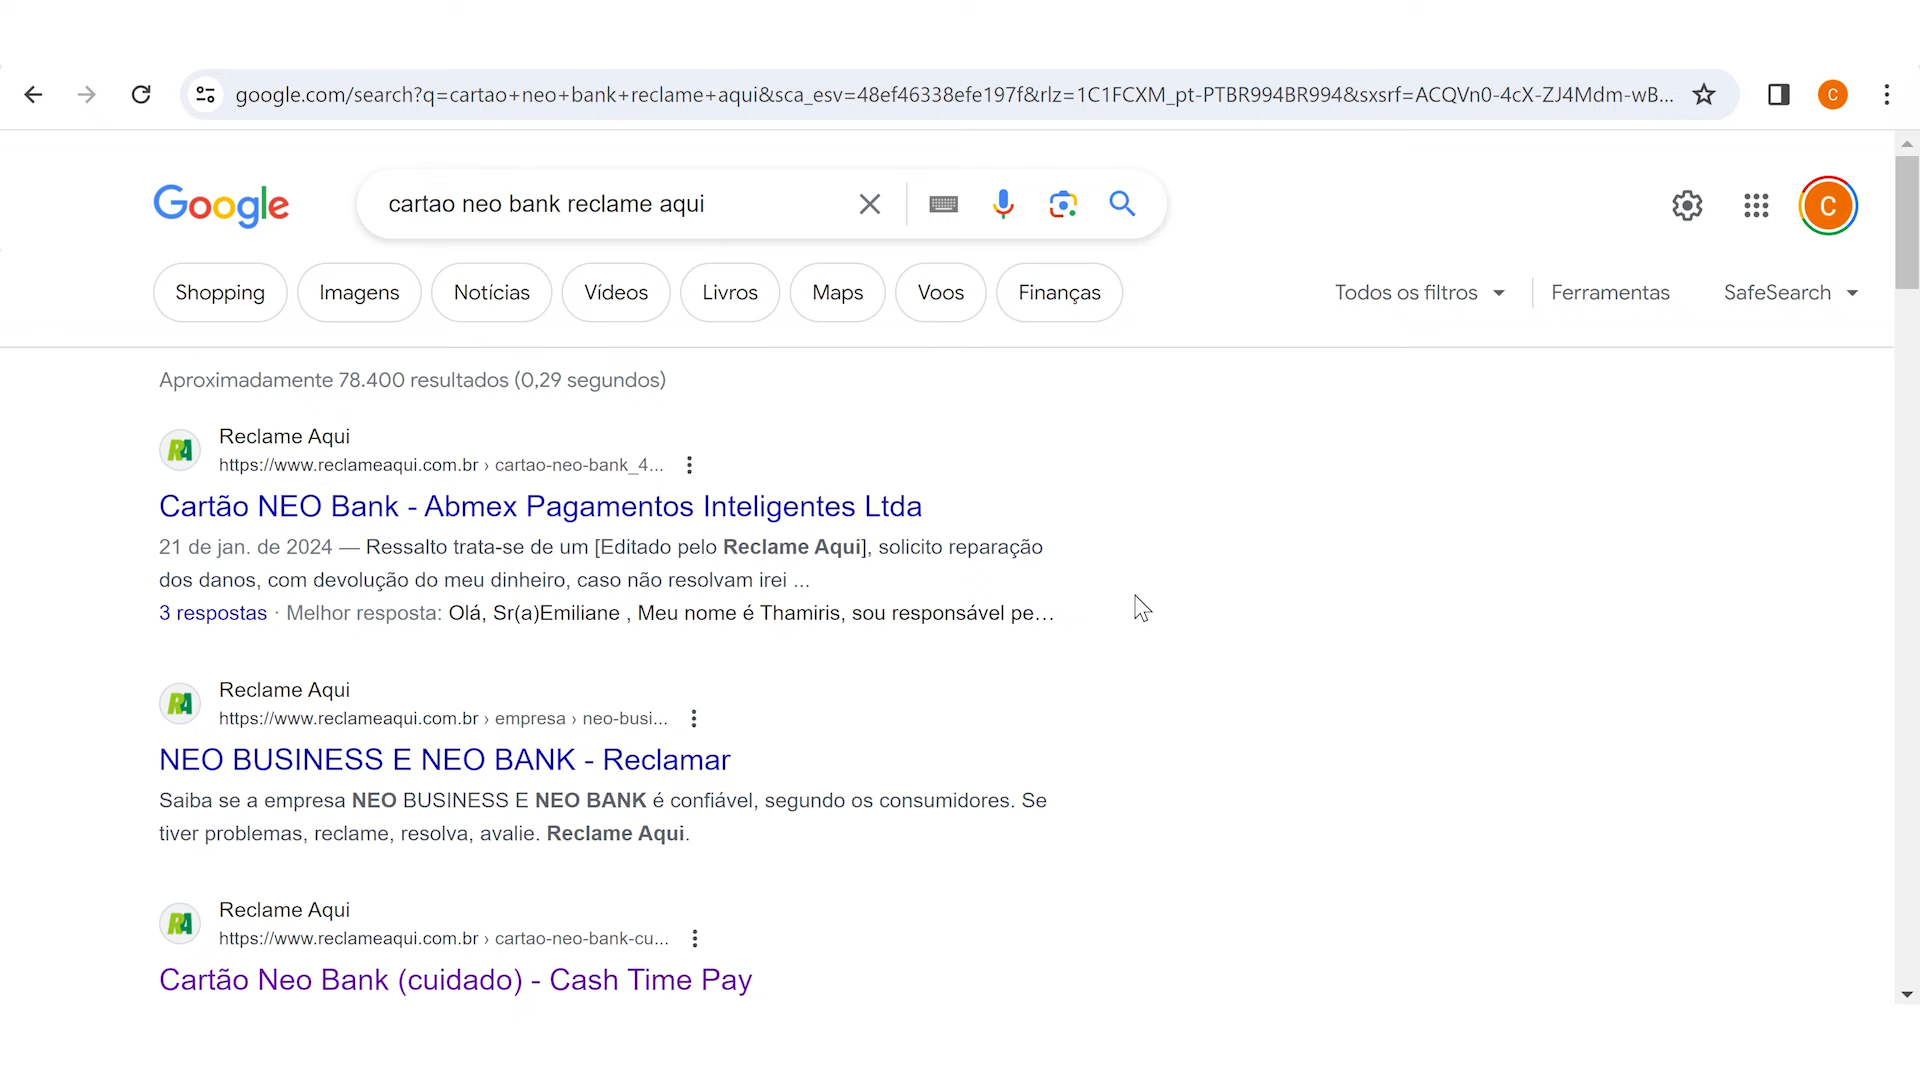 google.com/search?q=cartao+neo+bank+reclame+aqui&sca_esv=48ef46338efe197f&rlz=1C1FCXM_pt-PTBR994BR994&sxsrf=ACQVn0-4cX-ZJ4Mdm-wB...
C
Google
cartao neo bank reclame aqui
C
Shopping
Imagens
Notícias
Vídeos
Livros
Maps
Voos
Finanças
Todos os filtros
Ferramentas
SafeSearch
Aproximadamente 78.400 resultados (0,29 segundos)
RA
Reclame Aqui
https://www.reclameaqui.com.br › cartao-neo-bank_4...
Cartão NEO Bank - Abmex Pagamentos Inteligentes Ltda
21 de jan. de 2024 — Ressalto trata-se de um [Editado pelo Reclame Aqui], solicito reparação
dos danos, com devolução do meu dinheiro, caso não resolvam irei ...
3 respostas · Melhor resposta: Olá, Sr(a)Emiliane , Meu nome é Thamiris, sou responsável pe...
RA
Reclame Aqui
https://www.reclameaqui.com.br › empresa › neo-busi...
NEO BUSINESS E NEO BANK - Reclamar
Saiba se a empresa NEO BUSINESS E NEO BANK é confiável, segundo os consumidores. Se
tiver problemas, reclame, resolva, avalie. Reclame Aqui.
RA
Reclame Aqui
https://www.reclameaqui.com.br › cartao-neo-bank-cu...
Cartão Neo Bank (cuidado) - Cash Time Pay